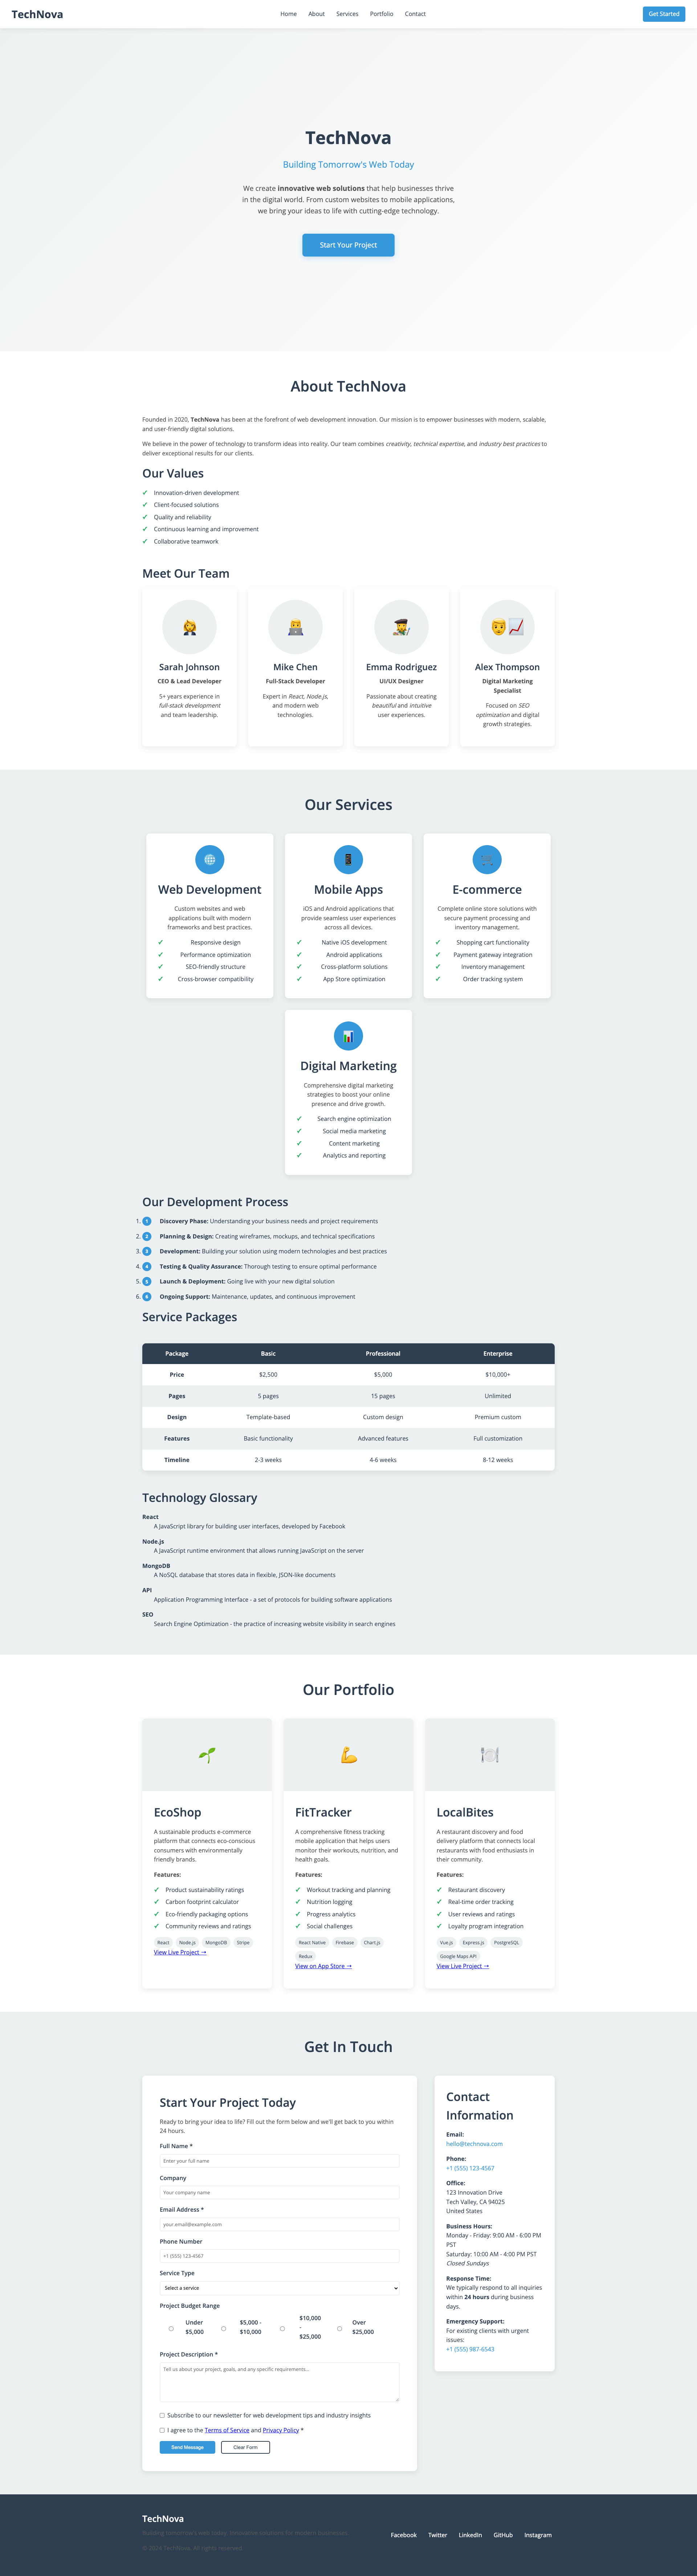 TechNova
Home
About
Services
Portfolio
Contact
Get Started
TechNova
Building Tomorrow's Web Today
We create innovative web solutions that help businesses thrive
in the digital world. From custom websites to mobile applications,
we bring your ideas to life with cutting-edge technology.
Start Your Project
About TechNova
Founded in 2020, TechNova has been at the forefront of web development innovation. Our mission is to empower businesses with modern, scalable,
and user-friendly digital solutions.
We believe in the power of technology to transform ideas into reality. Our team combines creativity, technical expertise, and industry best practices to
deliver exceptional results for our clients.
Our Values
✓ Innovation-driven development
✓ Client-focused solutions
✓ Quality and reliability
✓ Continuous learning and improvement
✓ Collaborative teamwork
Meet Our Team
Sarah Johnson
CEO & Lead Developer
5+ years experience in
full-stack development
and team leadership.
Mike Chen
Full-Stack Developer
Expert in React, Node.js,
and modern web
technologies.
Emma Rodriguez
UI/UX Designer
Passionate about creating
beautiful and intuitive
user experiences.
Alex Thompson
Digital Marketing
Specialist
Focused on SEO
optimization and digital
growth strategies.
Our Services
Web Development
Custom websites and web
applications built with modern
frameworks and best practices.
✓ Responsive design
✓ Performance optimization
✓ SEO-friendly structure
✓ Cross-browser compatibility
Mobile Apps
iOS and Android applications that
provide seamless user experiences
across all devices.
✓ Native iOS development
✓ Android applications
✓ Cross-platform solutions
✓ App Store optimization
E-commerce
Complete online store solutions with
secure payment processing and
inventory management.
✓ Shopping cart functionality
✓ Payment gateway integration
✓ Inventory management
✓ Order tracking system
Digital Marketing
Comprehensive digital marketing
strategies to boost your online
presence and drive growth.
✓ Search engine optimization
✓ Social media marketing
✓ Content marketing
✓ Analytics and reporting
Our Development Process
1. 1 Discovery Phase: Understanding your business needs and project requirements
2. 2 Planning & Design: Creating wireframes, mockups, and technical specifications
3. 3 Development: Building your solution using modern technologies and best practices
4. 4 Testing & Quality Assurance: Thorough testing to ensure optimal performance
5. 5 Launch & Deployment: Going live with your new digital solution
6. 6 Ongoing Support: Maintenance, updates, and continuous improvement
Service Packages
Package Basic Professional Enterprise
Price $2,500 $5,000 $10,000+
Pages 5 pages 15 pages Unlimited
Design Template-based Custom design Premium custom
Features Basic functionality Advanced features Full customization
Timeline 2-3 weeks 4-6 weeks 8-12 weeks
Technology Glossary
React
A JavaScript library for building user interfaces, developed by Facebook
Node.js
A JavaScript runtime environment that allows running JavaScript on the server
MongoDB
A NoSQL database that stores data in flexible, JSON-like documents
API
Application Programming Interface - a set of protocols for building software applications
SEO
Search Engine Optimization - the practice of increasing website visibility in search engines
Our Portfolio
EcoShop
A sustainable products e-commerce
platform that connects eco-conscious
consumers with environmentally
friendly brands.
Features:
✓ Product sustainability ratings
✓ Carbon footprint calculator
✓ Eco-friendly packaging options
✓ Community reviews and ratings
React Node.js MongoDB Stripe
View Live Project →
FitTracker
A comprehensive fitness tracking
mobile application that helps users
monitor their workouts, nutrition, and
health goals.
Features:
✓ Workout tracking and planning
✓ Nutrition logging
✓ Progress analytics
✓ Social challenges
React Native Firebase Chart.js
Redux
View on App Store →
LocalBites
A restaurant discovery and food
delivery platform that connects local
restaurants with food enthusiasts in
their community.
Features:
✓ Restaurant discovery
✓ Real-time order tracking
✓ User reviews and ratings
✓ Loyalty program integration
Vue.js Express.js PostgreSQL
Google Maps API
View Live Project →
Get In Touch
Start Your Project Today
Ready to bring your idea to life? Fill out the form below and we'll get back to you within
24 hours.
Full Name *
Enter your full name
Company
Your company name
Email Address *
your.email@example.com
Phone Number
+1 (555) 123-4567
Service Type
Select a service
Project Budget Range
Under
$5,000
$5,000 -
$10,000
$10,000
-
$25,000
Over
$25,000
Project Description *
Tell us about your project, goals, and any specific requirements...
Subscribe to our newsletter for web development tips and industry insights
I agree to the Terms of Service and Privacy Policy *
Send Message
Clear Form
Contact
Information
Email:
hello@technova.com
Phone:
+1 (555) 123-4567
Office:
123 Innovation Drive
Tech Valley, CA 94025
United States
Business Hours:
Monday - Friday: 9:00 AM - 6:00 PM
PST
Saturday: 10:00 AM - 4:00 PM PST
Closed Sundays
Response Time:
We typically respond to all inquiries
within 24 hours during business
days.
Emergency Support:
For existing clients with urgent
issues:
+1 (555) 987-6543
TechNova
Building tomorrow's web today. Innovative solutions for modern businesses.
© 2024 TechNova. All rights reserved.
Facebook
Twitter
LinkedIn
GitHub
Instagram